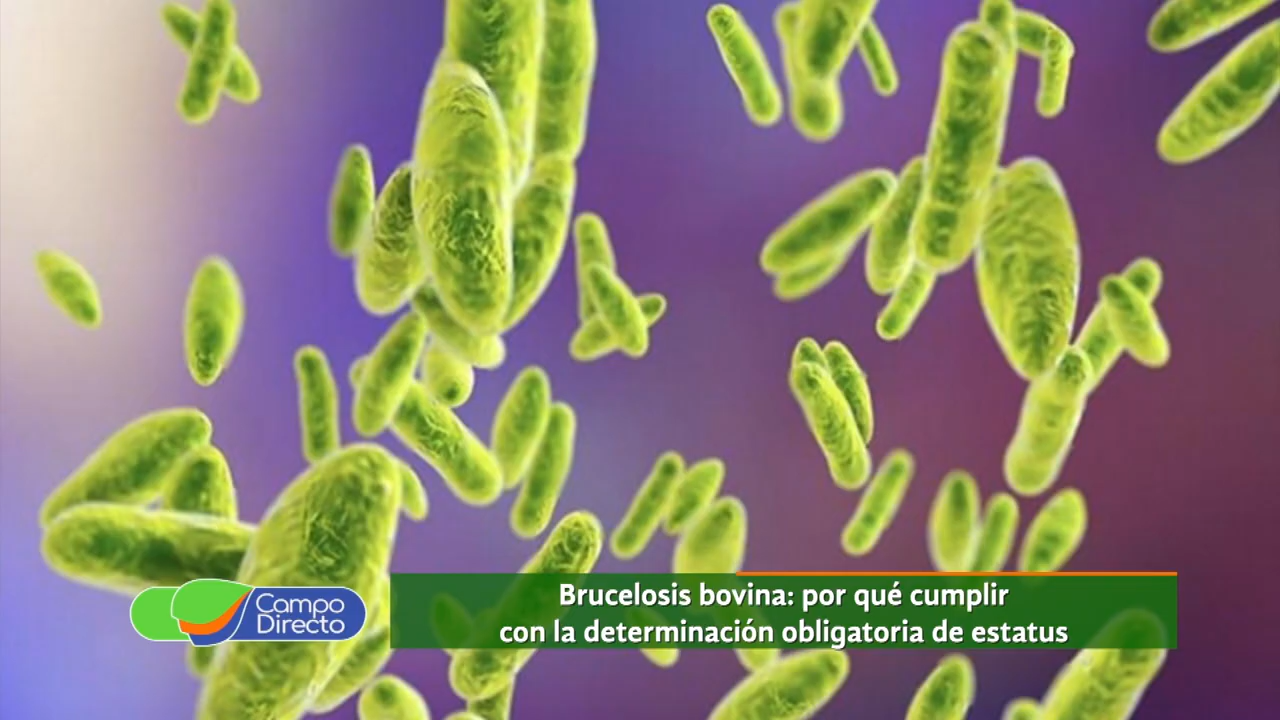 Campo
Directo
Brucelosis bovina: por qué cumplir
con la determinación obligatoria de estatus